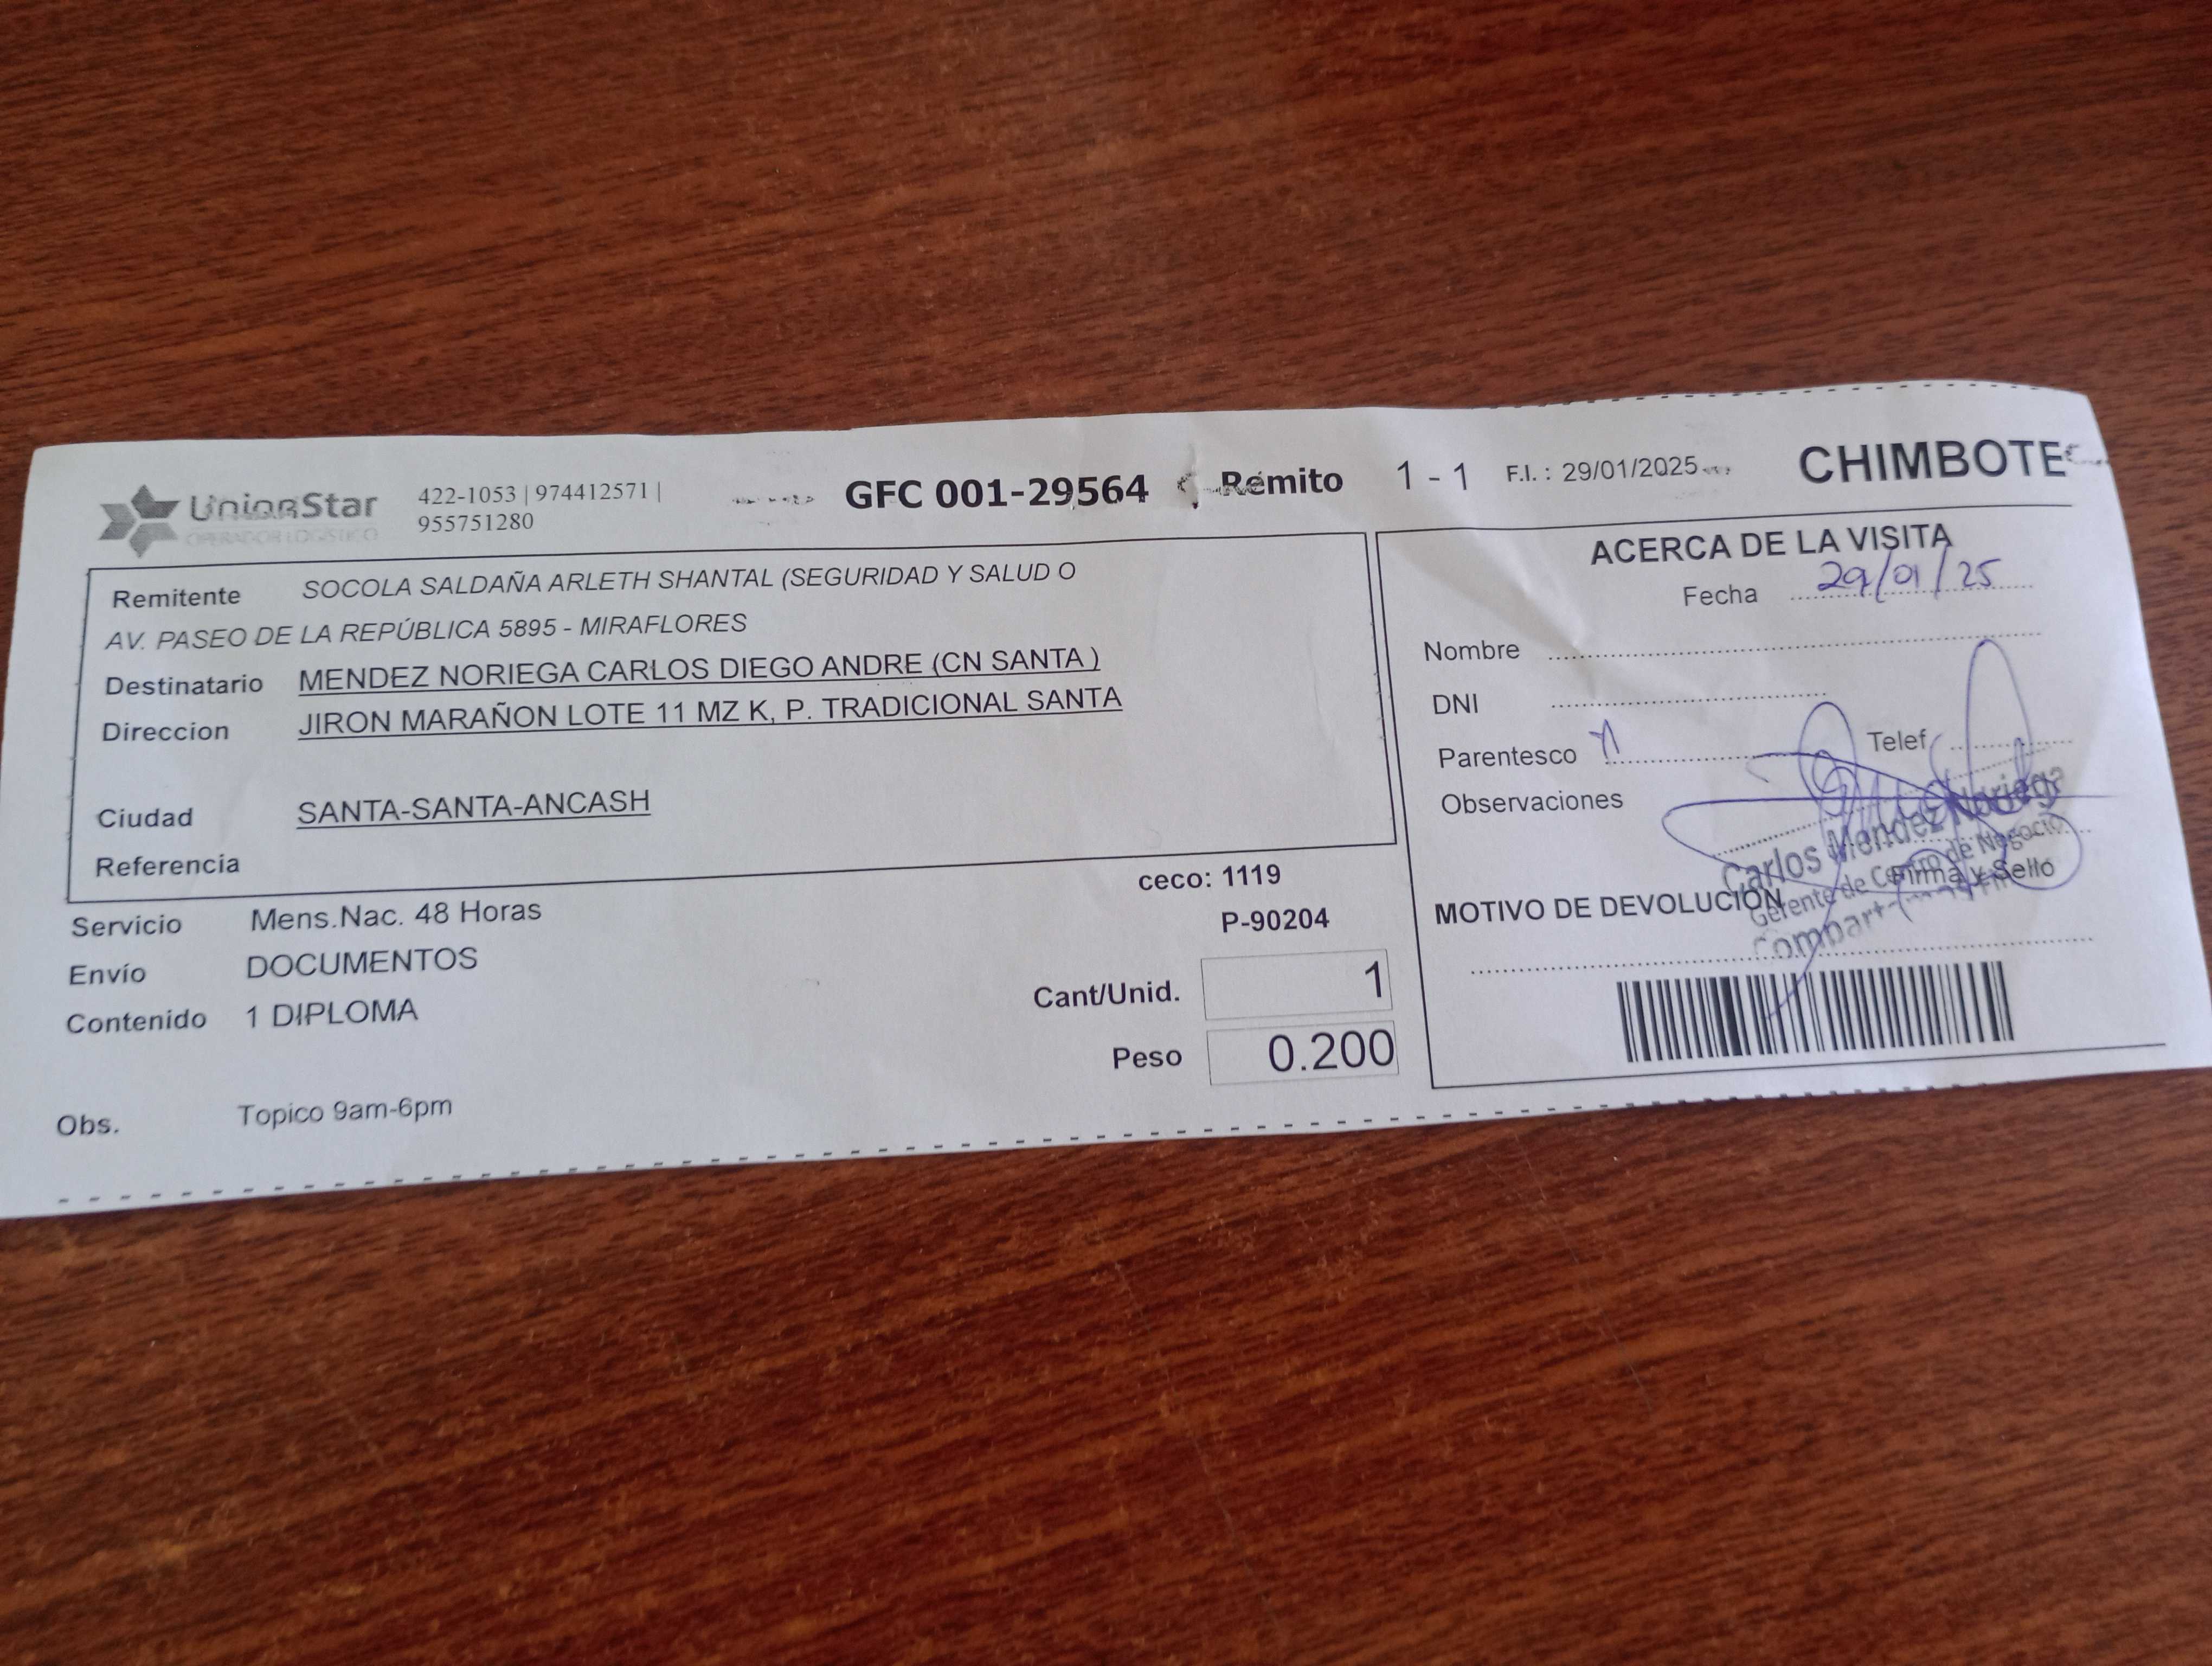 UnionStar
OPERADOR LOGISTICO
422-1053 | 974412571 |
955751280
GFC 001-29564
Rémito 1 - 1
F.I. : 29/01/2025
CHIMBOTE
Remitente SOCOLA SALDAÑA ARLETH SHANTAL (SEGURIDAD Y SALUD O
AV. PASEO DE LA REPÚBLICA 5895 - MIRAFLORES
Destinatario MENDEZ NORIEGA CARLOS DIEGO ANDRE (CN SANTA )
Direccion JIRON MARAÑON LOTE 11 MZ K, P. TRADICIONAL SANTA
Ciudad SANTA-SANTA-ANCASH
Referencia
Servicio Mens.Nac. 48 Horas
Envío DOCUMENTOS
Contenido 1 DIPLOMA
Obs. Topico 9am-6pm
ceco: 1119
P-90204
Cant/Unid. 1
Peso 0.200
ACERCA DE LA VISITA
Fecha 29/01/25
Nombre
DNI
Parentesco
Telef
Observaciones
Carlos Mendez Noriega
Gerente de Centro de Negocio
Firma y Sello
MOTIVO DE DEVOLUCIÓN